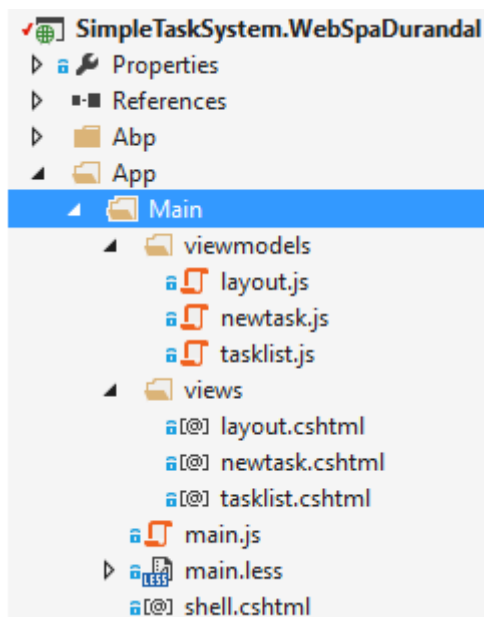 SimpleTaskSystem.WebSpaDurandal
Properties
References
Abp
App
Main
viewmodels
layout.js
newtask.js
tasklist.js
views
[@] layout.cshtml
[@] newtask.cshtml
[@] tasklist.cshtml
main.js
LESS main.less
[@] shell.cshtml